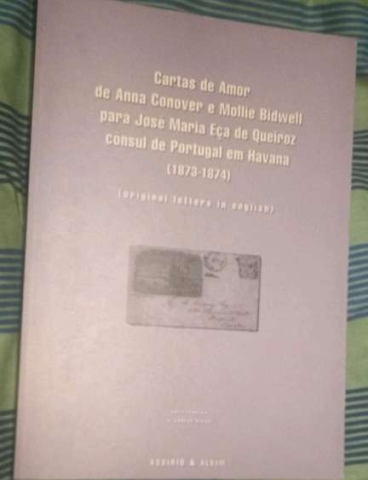 Cartas de Amor
de Anna Conover e Mollie Bidwell
para José Maria Eça de Queiroz
cônsul de Portugal em Havana
(1873-1874)
(original letters in english)
ASSÍRIO & ALVIM